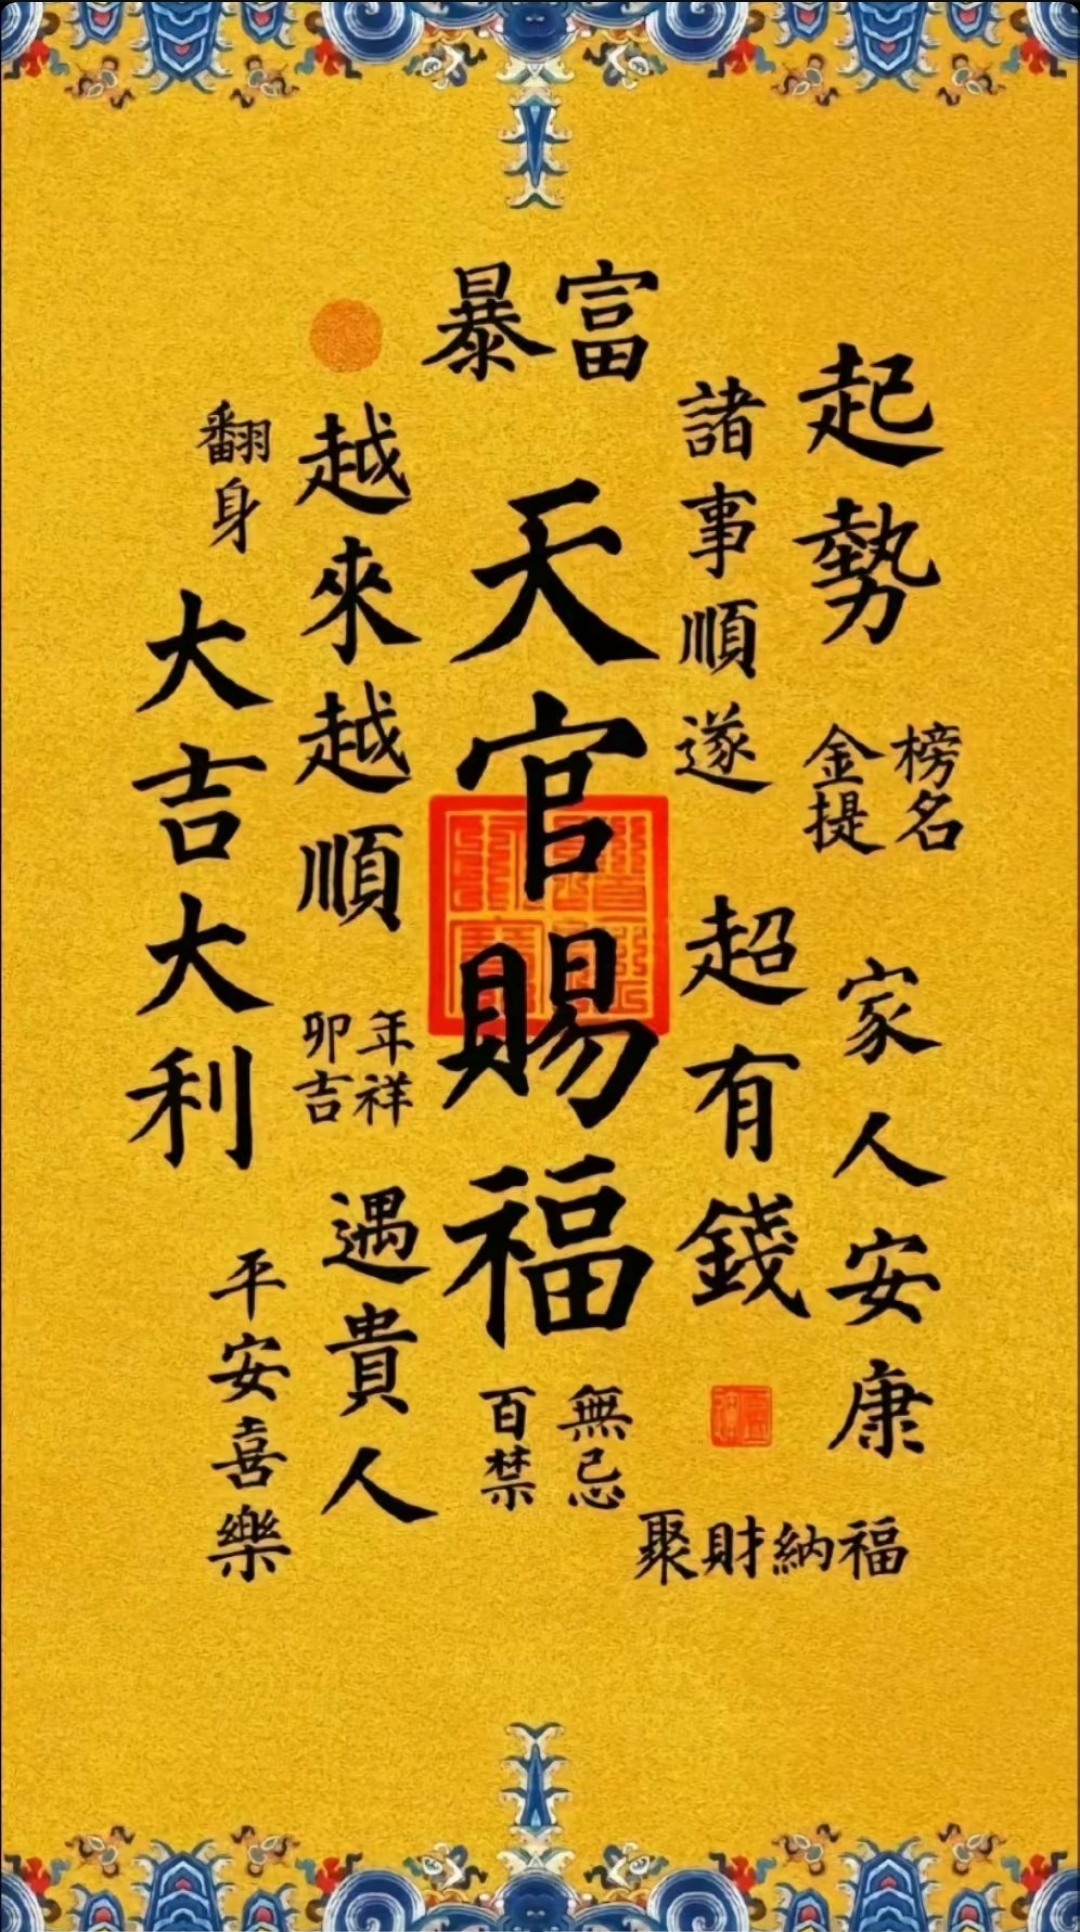 起勢
金榜
提名
家人安康
諸事順遂
超有錢
聚財納福
暴富
天官賜福
百無
禁忌
越來越順
卯年
吉祥
遇貴人
翻身
大吉大利
平安喜樂